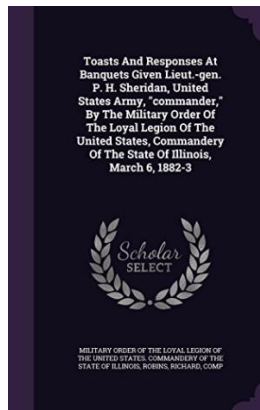 Toasts And Responses At
Banquets Given Lieut.-gen.
P. H. Sheridan, United
States Army, "commander,"
By The Military Order Of
The Loyal Legion Of The
United States, Commandery
Of The State Of Illinois,
March 6, 1882-3
Scholar
SELECT
MILITARY ORDER OF THE LOYAL LEGION OF
THE UNITED STATES. COMMANDERY OF THE
STATE OF ILLINOIS, ROBINS, RICHARD, COMP